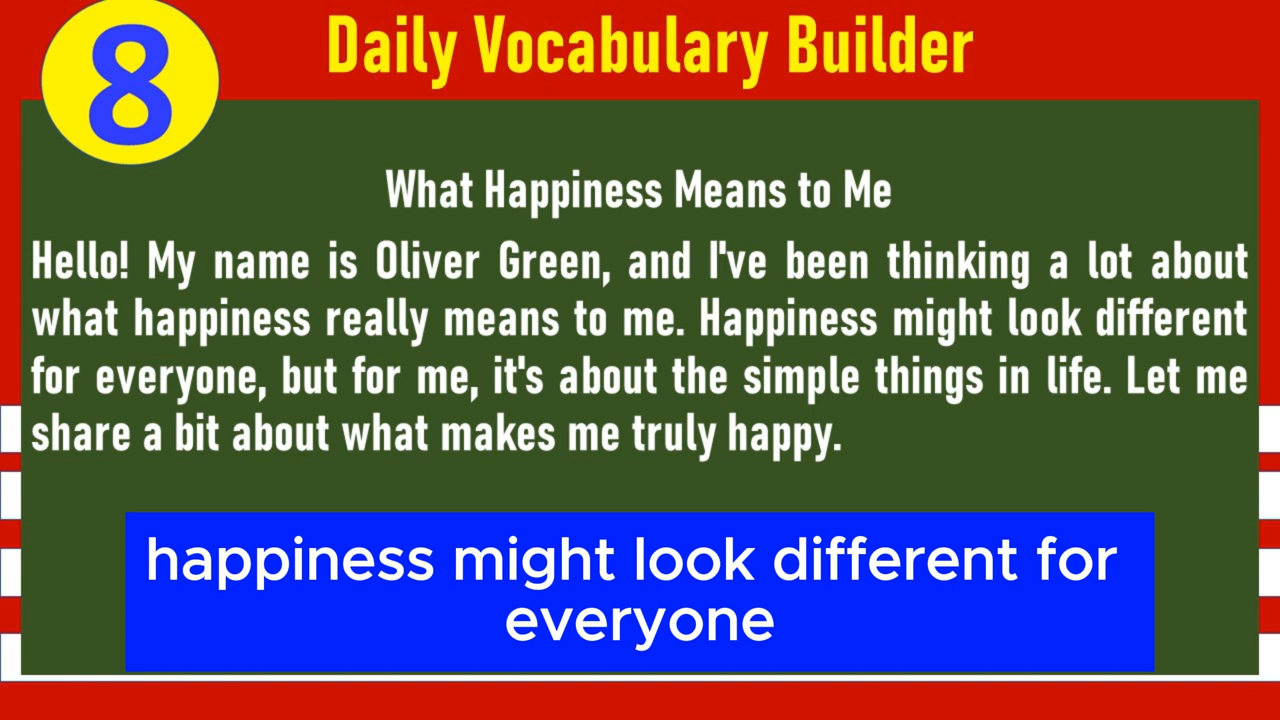 8
Daily Vocabulary Builder
What Happiness Means to Me
Hello! My name is Oliver Green, and I've been thinking a lot about
what happiness really means to me. Happiness might look different
for everyone, but for me, it's about the simple things in life. Let me
share a bit about what makes me truly happy.
happiness might look different for
everyone